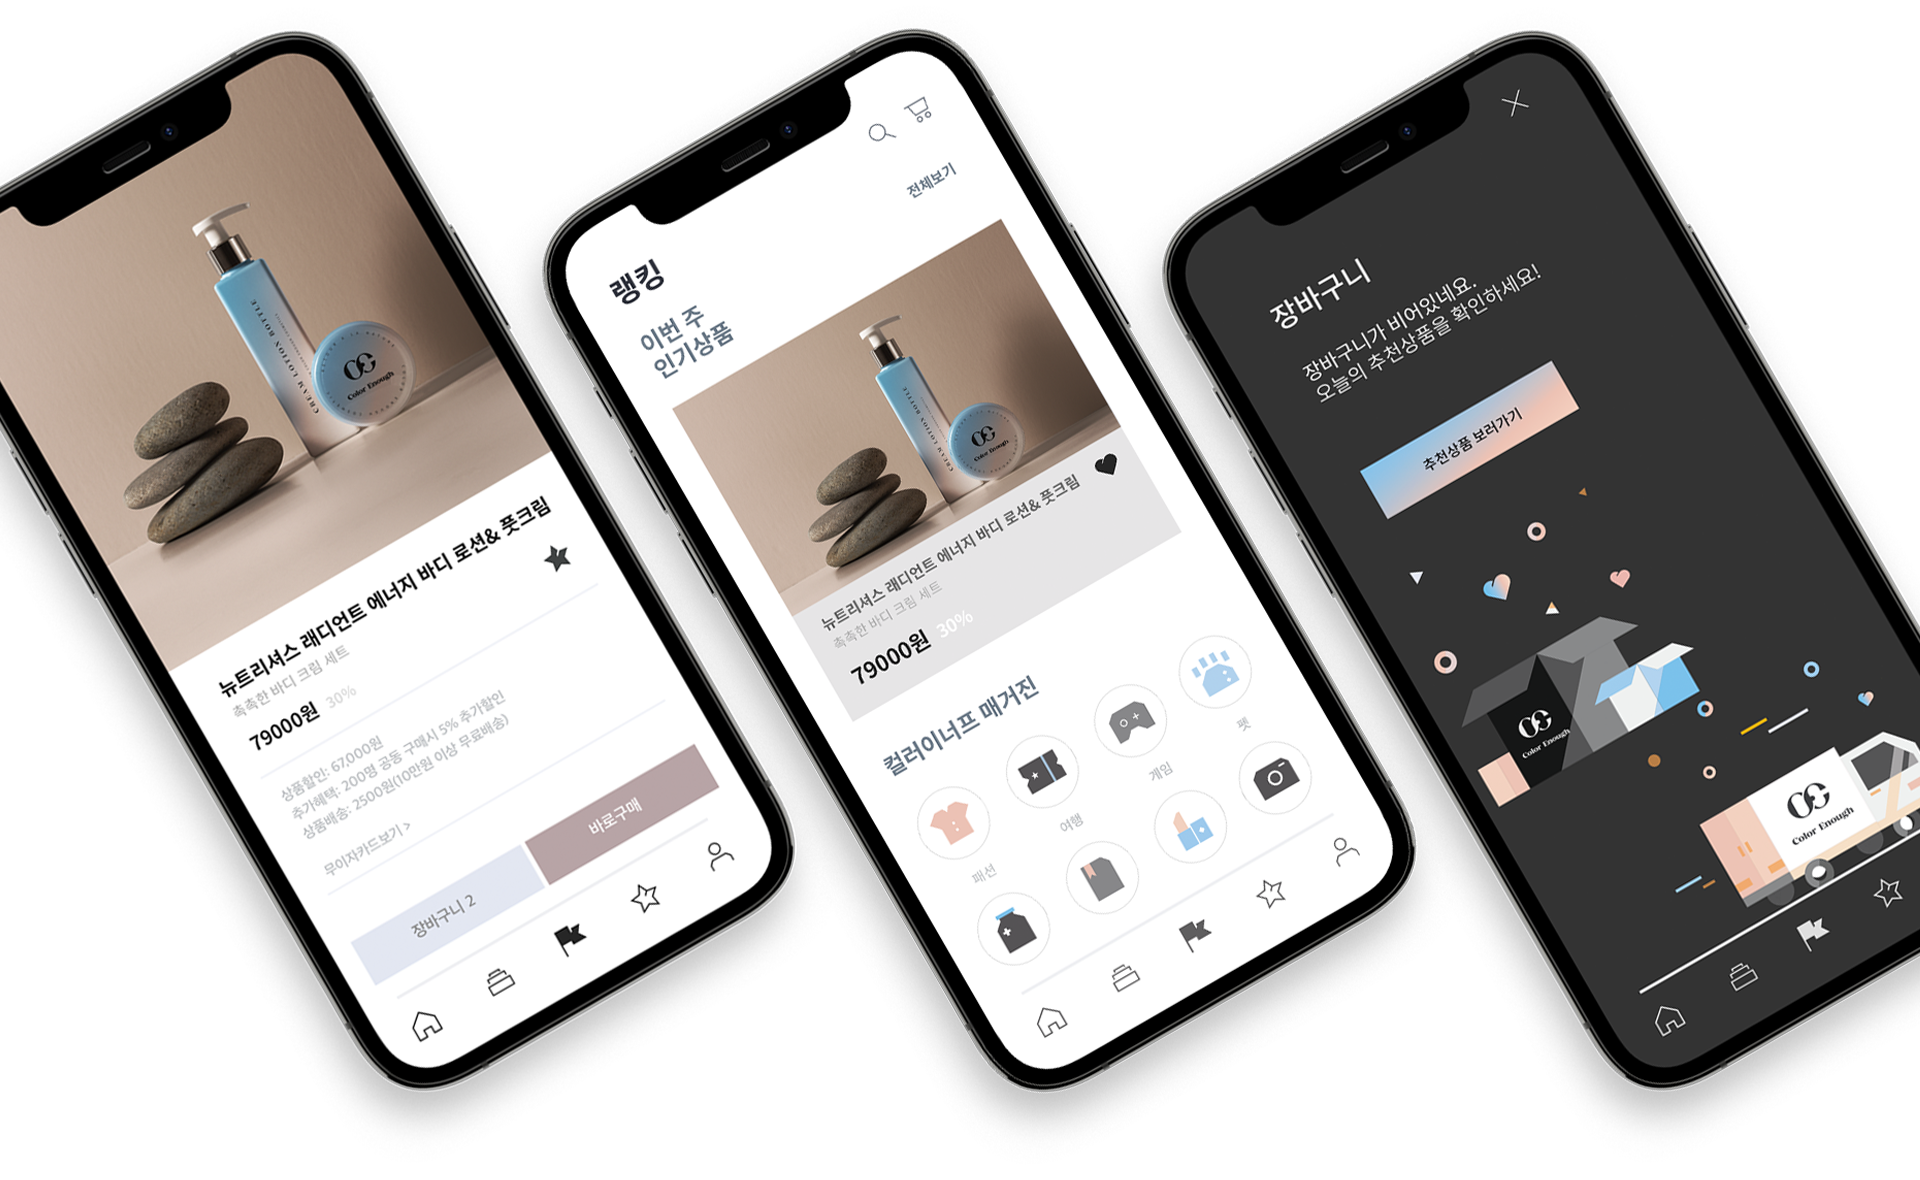 CREAM LOTION BOTTLE
CE
Color Enough
뉴트리셔스 래디언트 에너지 바디 로션& 풋크림
촉촉한 바디 크림 세트
79000원 30%
상품할인: 67,000원
추가혜택: 200명 공동 구매시 5% 추가할인
상품배송: 2500원(10만원 이상 무료배송)
무이자카드보기 >
장바구니 2
바로구매
전체보기
랭킹
이번 주
인기상품
CREAM LOTION BOTTLE
CE
Color Enough
뉴트리셔스 래디언트 에너지 바디 로션& 풋크림
촉촉한 바디 크림 세트
79000원 30%
컬러이너프 매거진
패션
여행
게임
펫
장바구니
장바구니가 비어있네요.
오늘의 추천상품을 확인하세요!
추천상품 보러가기
CE
Color Enough
CE
Color Enough